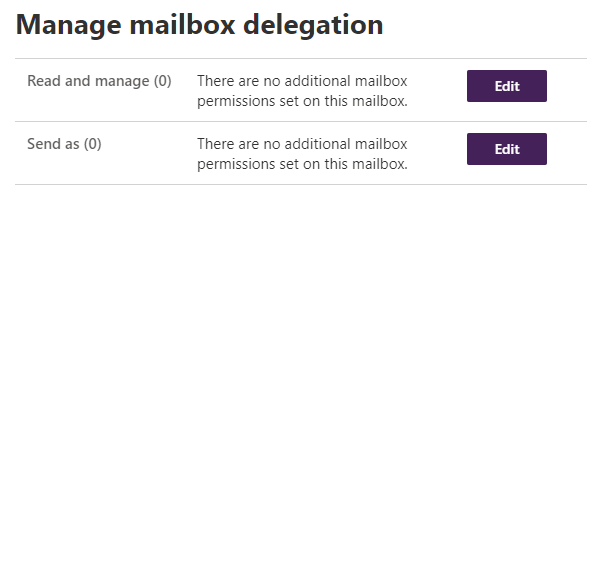 Manage mailbox delegation
Read and manage (0)
There are no additional mailbox
permissions set on this mailbox.
Edit
Send as (0)
There are no additional mailbox
permissions set on this mailbox.
Edit